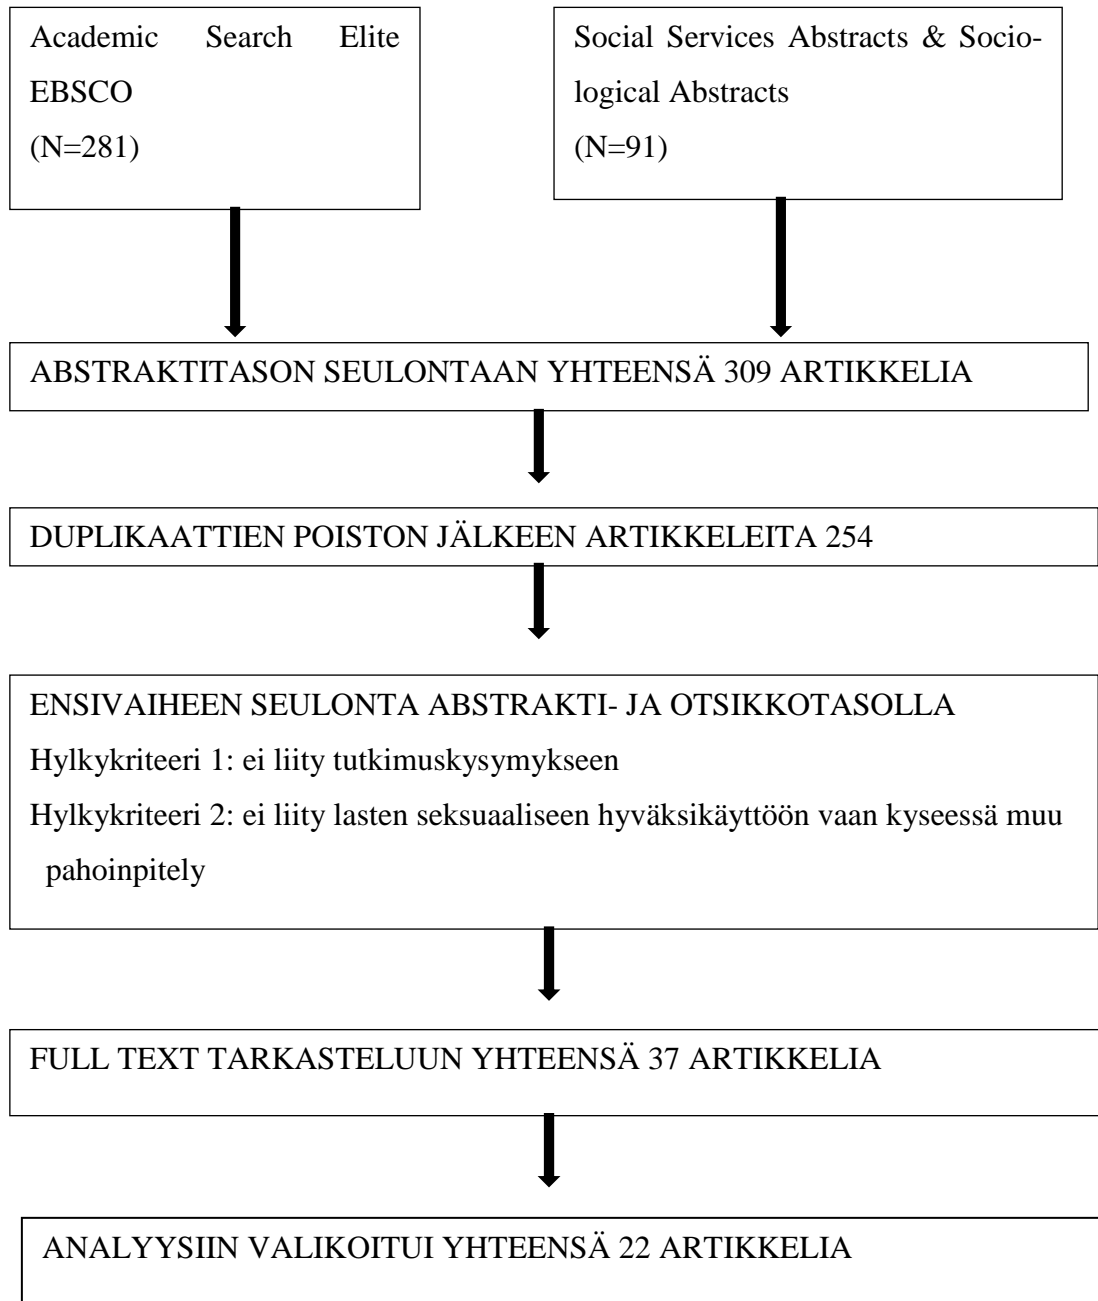 Academic Search Elite
EBSCO
(N=281)
Social Services Abstracts & Socio-
logical Abstracts
(N=91)
ABSTRAKTITASON SEULONTAAN YHTEENSÄ 309 ARTIKKELIA
DUPLIKAATTIEN POISTON JÄLKEEN ARTIKKELEITA 254
ENSIVAIHEEN SEULONTA ABSTRAKTI- JA OTSIKKOTASOLLA
Hylkykriteeri 1: ei liity tutkimuskysymykseen
Hylkykriteeri 2: ei liity lasten seksuaaliseen hyväksikäyttöön vaan kyseessä muu
pahoinpitely
FULL TEXT TARKASTELUUN YHTEENSÄ 37 ARTIKKELIA
ANALYYSIIN VALIKOITUI YHTEENSÄ 22 ARTIKKELIA